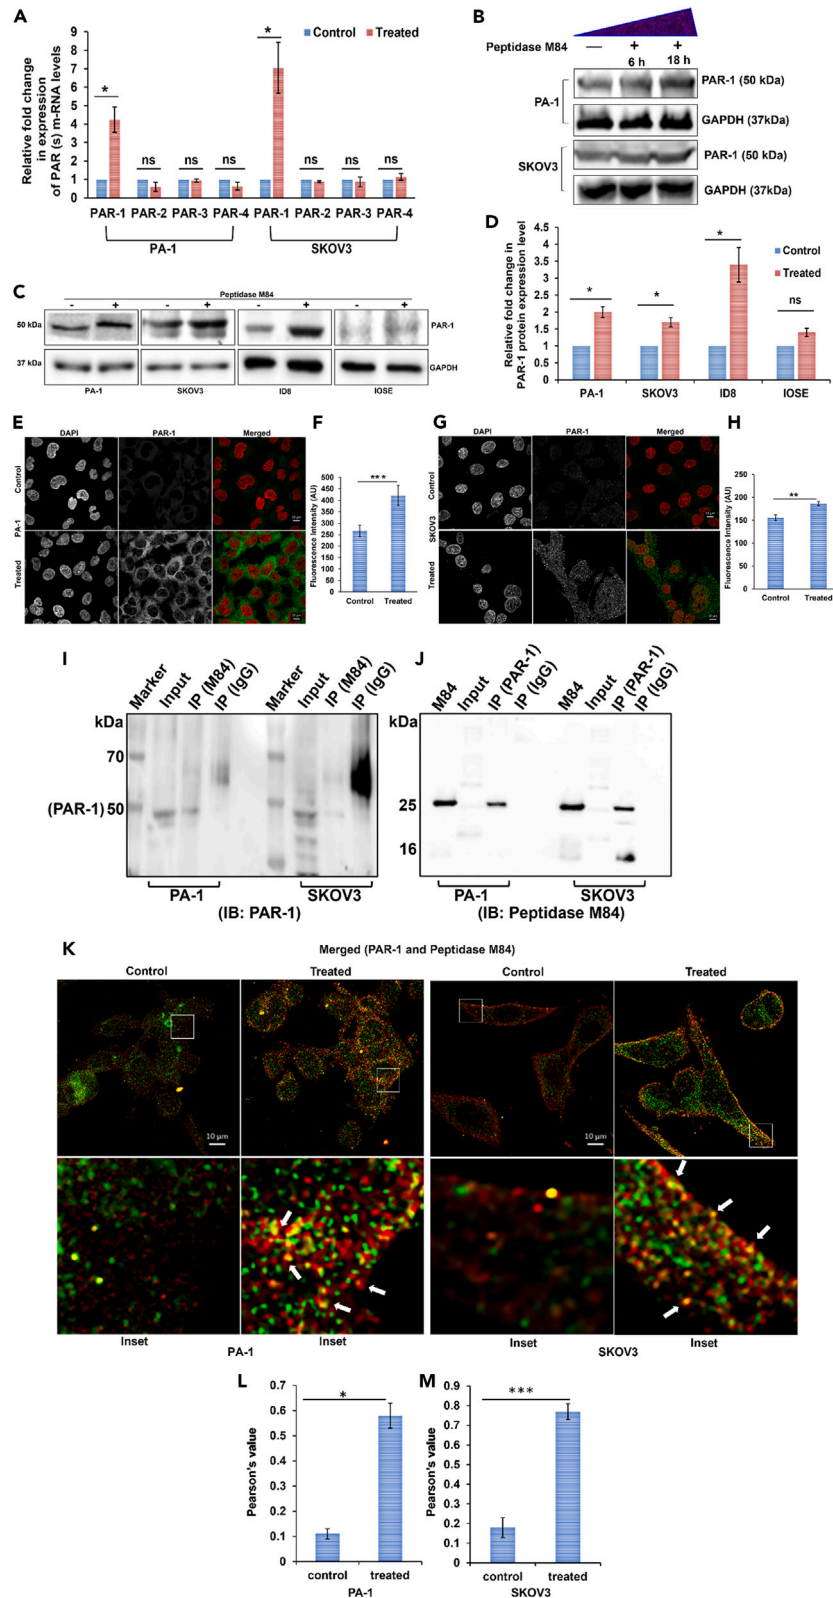 A
Control Treated
Relative fold change
in expression
of PAR (s) m-RNA levels
9
8
7
6
5
4
3
2
1
0
* ns ns ns * ns ns ns
PAR-1 PAR-2 PAR-3 PAR-4 PAR-1 PAR-2 PAR-3 PAR-4
PA-1 SKOV3
B
Peptidase M84 — + +
6 h 18 h
PA-1
PAR-1 (50 kDa)
GAPDH (37kDa)
SKOV3
PAR-1 (50 kDa)
GAPDH (37kDa)
C
Peptidase M84
- + - + - + - +
50 kDa PAR-1
37 kDa GAPDH
PA-1 SKOV3 ID8 IOSE
D
Control
Treated
Relative fold change in
PAR-1 protein expression level
4.5
4
3.5
3
2.5
2
1.5
1
0.5
0
* * * ns
PA-1 SKOV3 ID8 IOSE
E
DAPI PAR-1 Merged
Control
PA-1
Treated
F
Fluorescence Intensity (AU)
500
450
400
350
300
250
200
150
100
50
0
***
Control Treated
G
DAPI PAR-1 Merged
Control
SKOV3
Treated
H
Fluorescence Intensity (AU)
250
200
150
100
50
0
**
Control Treated
I
Marker Input IP (M84) IP (IgG) Marker Input IP (M84) IP (IgG)
kDa
70
(PAR-1) 50
PA-1 SKOV3
(IB: PAR-1)
J
M84 Input IP (PAR-1) IP (IgG) M84 Input IP (PAR-1) IP (IgG)
kDa
25
16
PA-1 SKOV3
(IB: Peptidase M84)
K
Merged (PAR-1 and Peptidase M84)
Control Treated Control Treated
10 µm 10 µm
Inset Inset Inset Inset
PA-1 SKOV3
L
Pearson's value
0.7
0.6
0.5
0.4
0.3
0.2
0.1
0
*
control treated
PA-1
M
Pearson's value
0.9
0.8
0.7
0.6
0.5
0.4
0.3
0.2
0.1
0
***
control treated
SKOV3